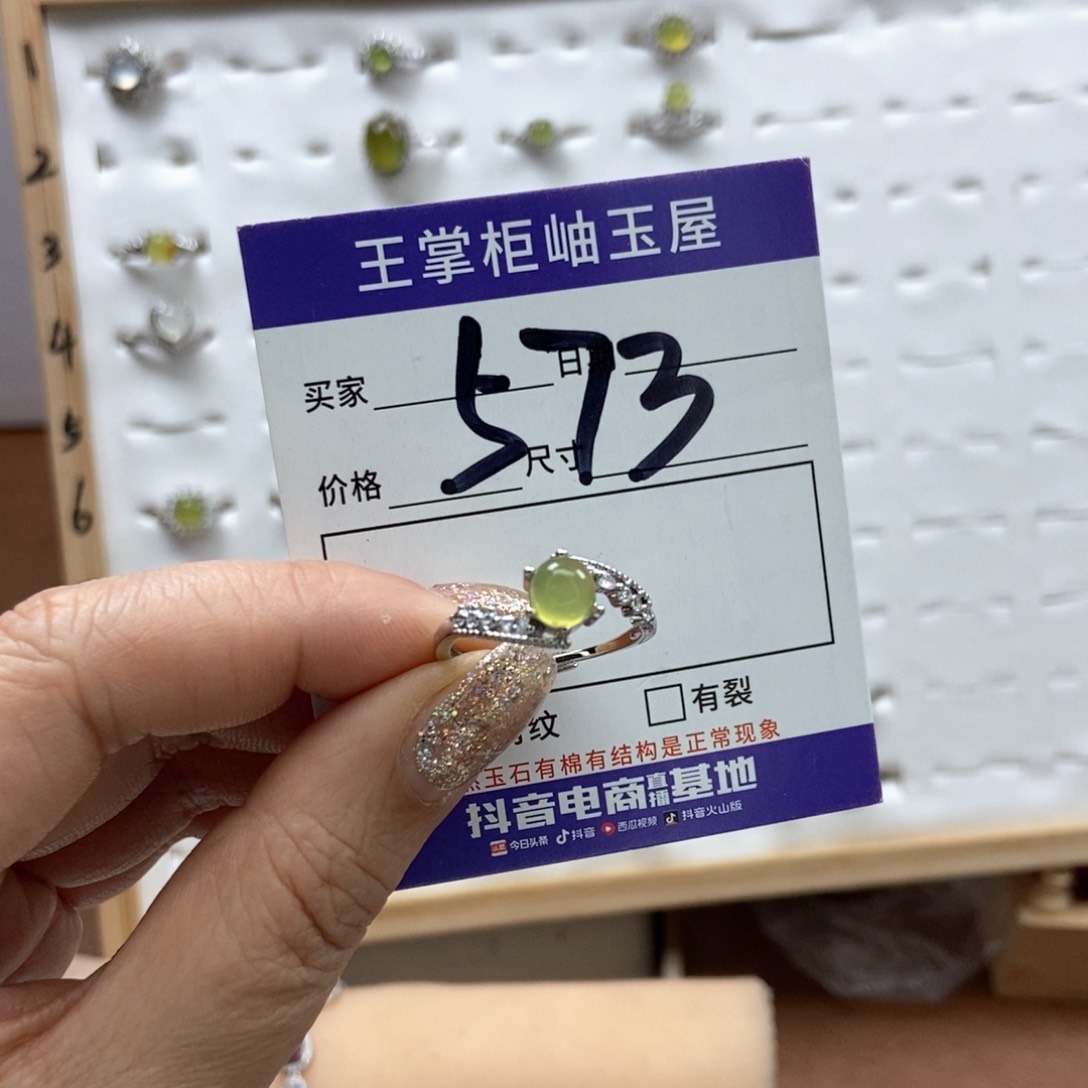 1
2
3
4
5
6
王掌柜岫玉屋
573
买家 日
价格 尺寸
纹 □有裂
玉石有棉有结构是正常现象
抖音电商直播基地
头条 今日头条 抖音 西瓜视频 抖音火山版